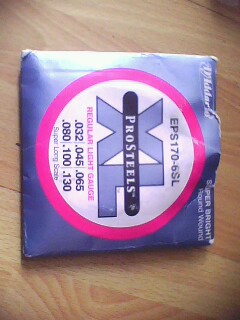 D'Addario
EPS170-6SL
XL
PROSTEELS
REGULAR LIGHT GAUGE
.032 .045 .065
.080 .100 .130
Super Long Scale
SUPER BRIGHT
Round Wound